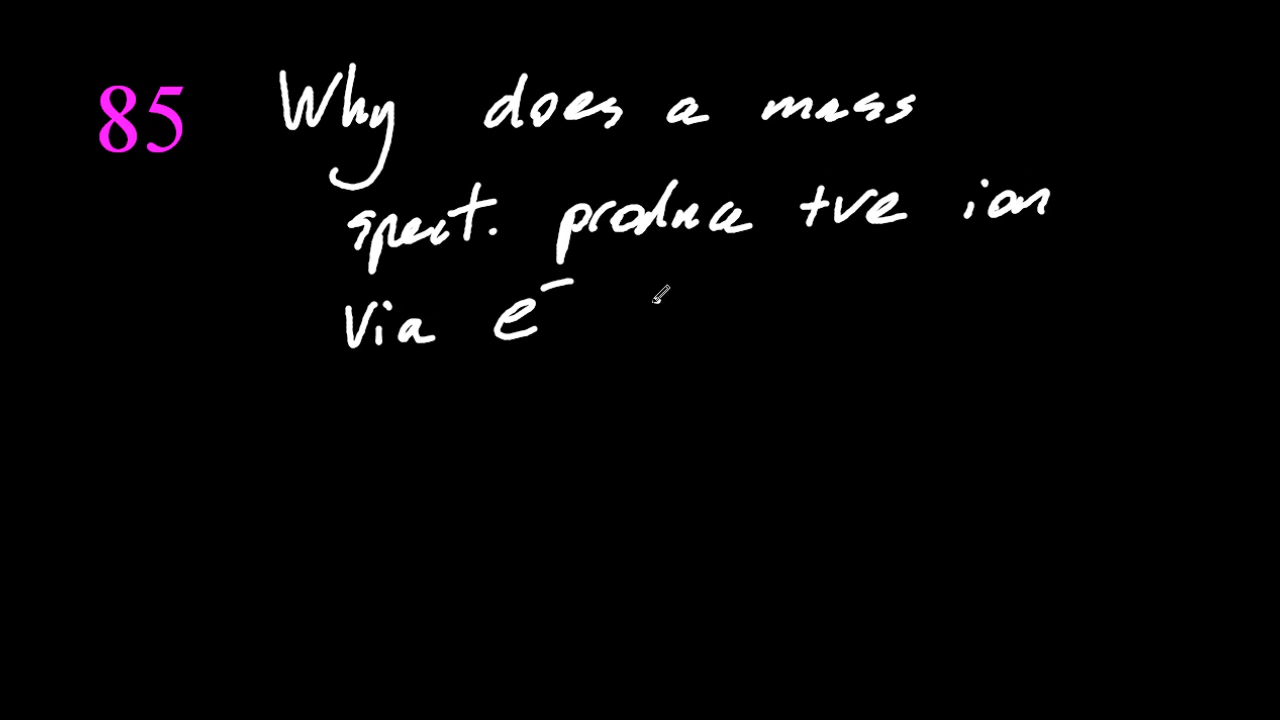 85 Why does a mass
spect. produce +ve ion
via e⁻